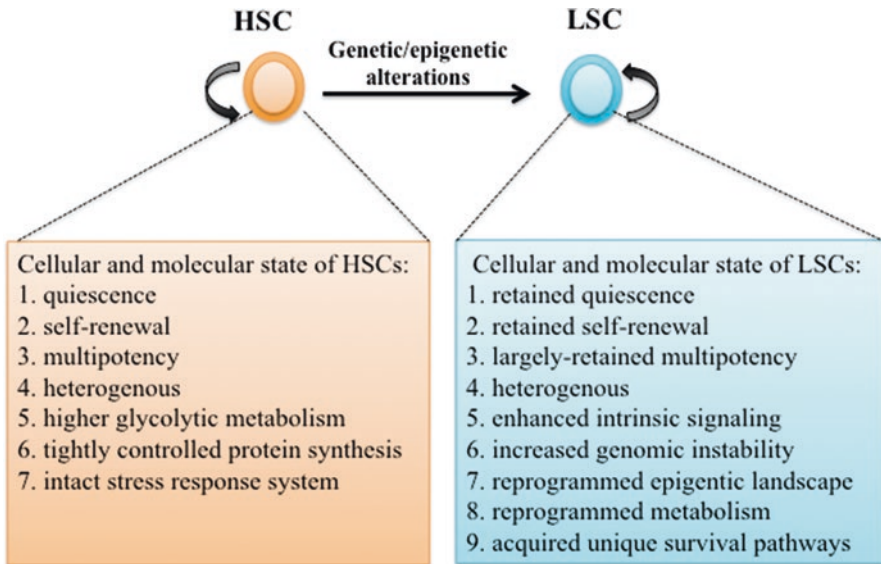 HSC
LSC
Genetic/epigenetic
alterations
Cellular and molecular state of HSCs:
1. quiescence
2. self-renewal
3. multipotency
4. heterogenous
5. higher glycolytic metabolism
6. tightly controlled protein synthesis
7. intact stress response system
Cellular and molecular state of LSCs:
1. retained quiescence
2. retained self-renewal
3. largely-retained multipotency
4. heterogenous
5. enhanced intrinsic signaling
6. increased genomic instability
7. reprogrammed epigentic landscape
8. reprogrammed metabolism
9. acquired unique survival pathways